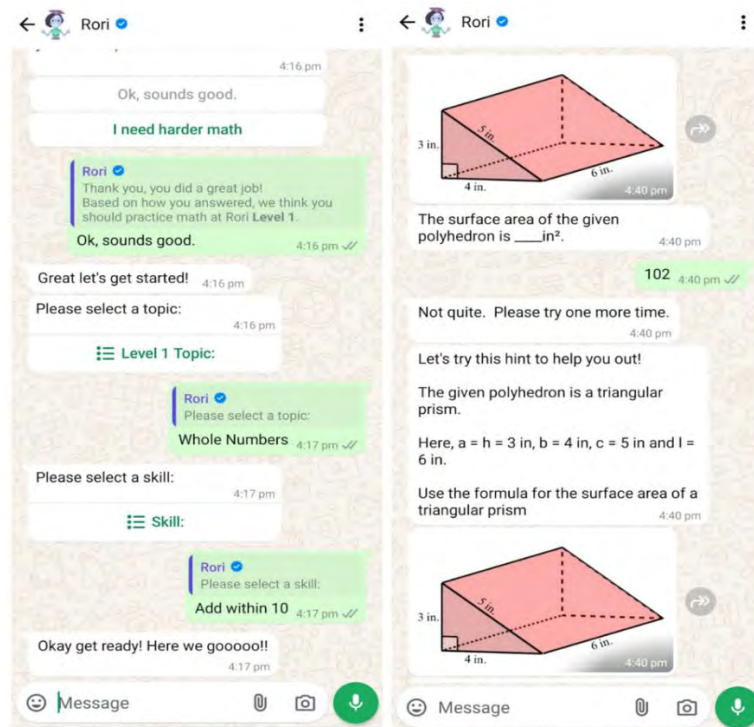 Rori
4:16 pm
Ok, sounds good.
I need harder math
Rori
Thank you, you did a great job!
Based on how you answered, we think you
should practice math at Rori Level 1.
Ok, sounds good.
4:16 pm
Great let's get started!
4:16 pm
Please select a topic:
4:16 pm
Level 1 Topic:
Rori
Please select a topic:
Whole Numbers
4:17 pm
Please select a skill:
4:17 pm
Skill:
Rori
Please select a skill:
Add within 10
4:17 pm
Okay get ready! Here we gooooo!!
4:17 pm
Message
Rori
5 in.
3 in.
4 in.
6 in.
4:40 pm
The surface area of the given
polyhedron is ____in².
4:40 pm
102
4:40 pm
Not quite. Please try one more time.
4:40 pm
Let's try this hint to help you out!
The given polyhedron is a triangular
prism.
Here, a = h = 3 in, b = 4 in, c = 5 in and l =
6 in.
Use the formula for the surface area of a
triangular prism
4:40 pm
5 in.
3 in.
4 in.
6 in.
4:40 pm
Message